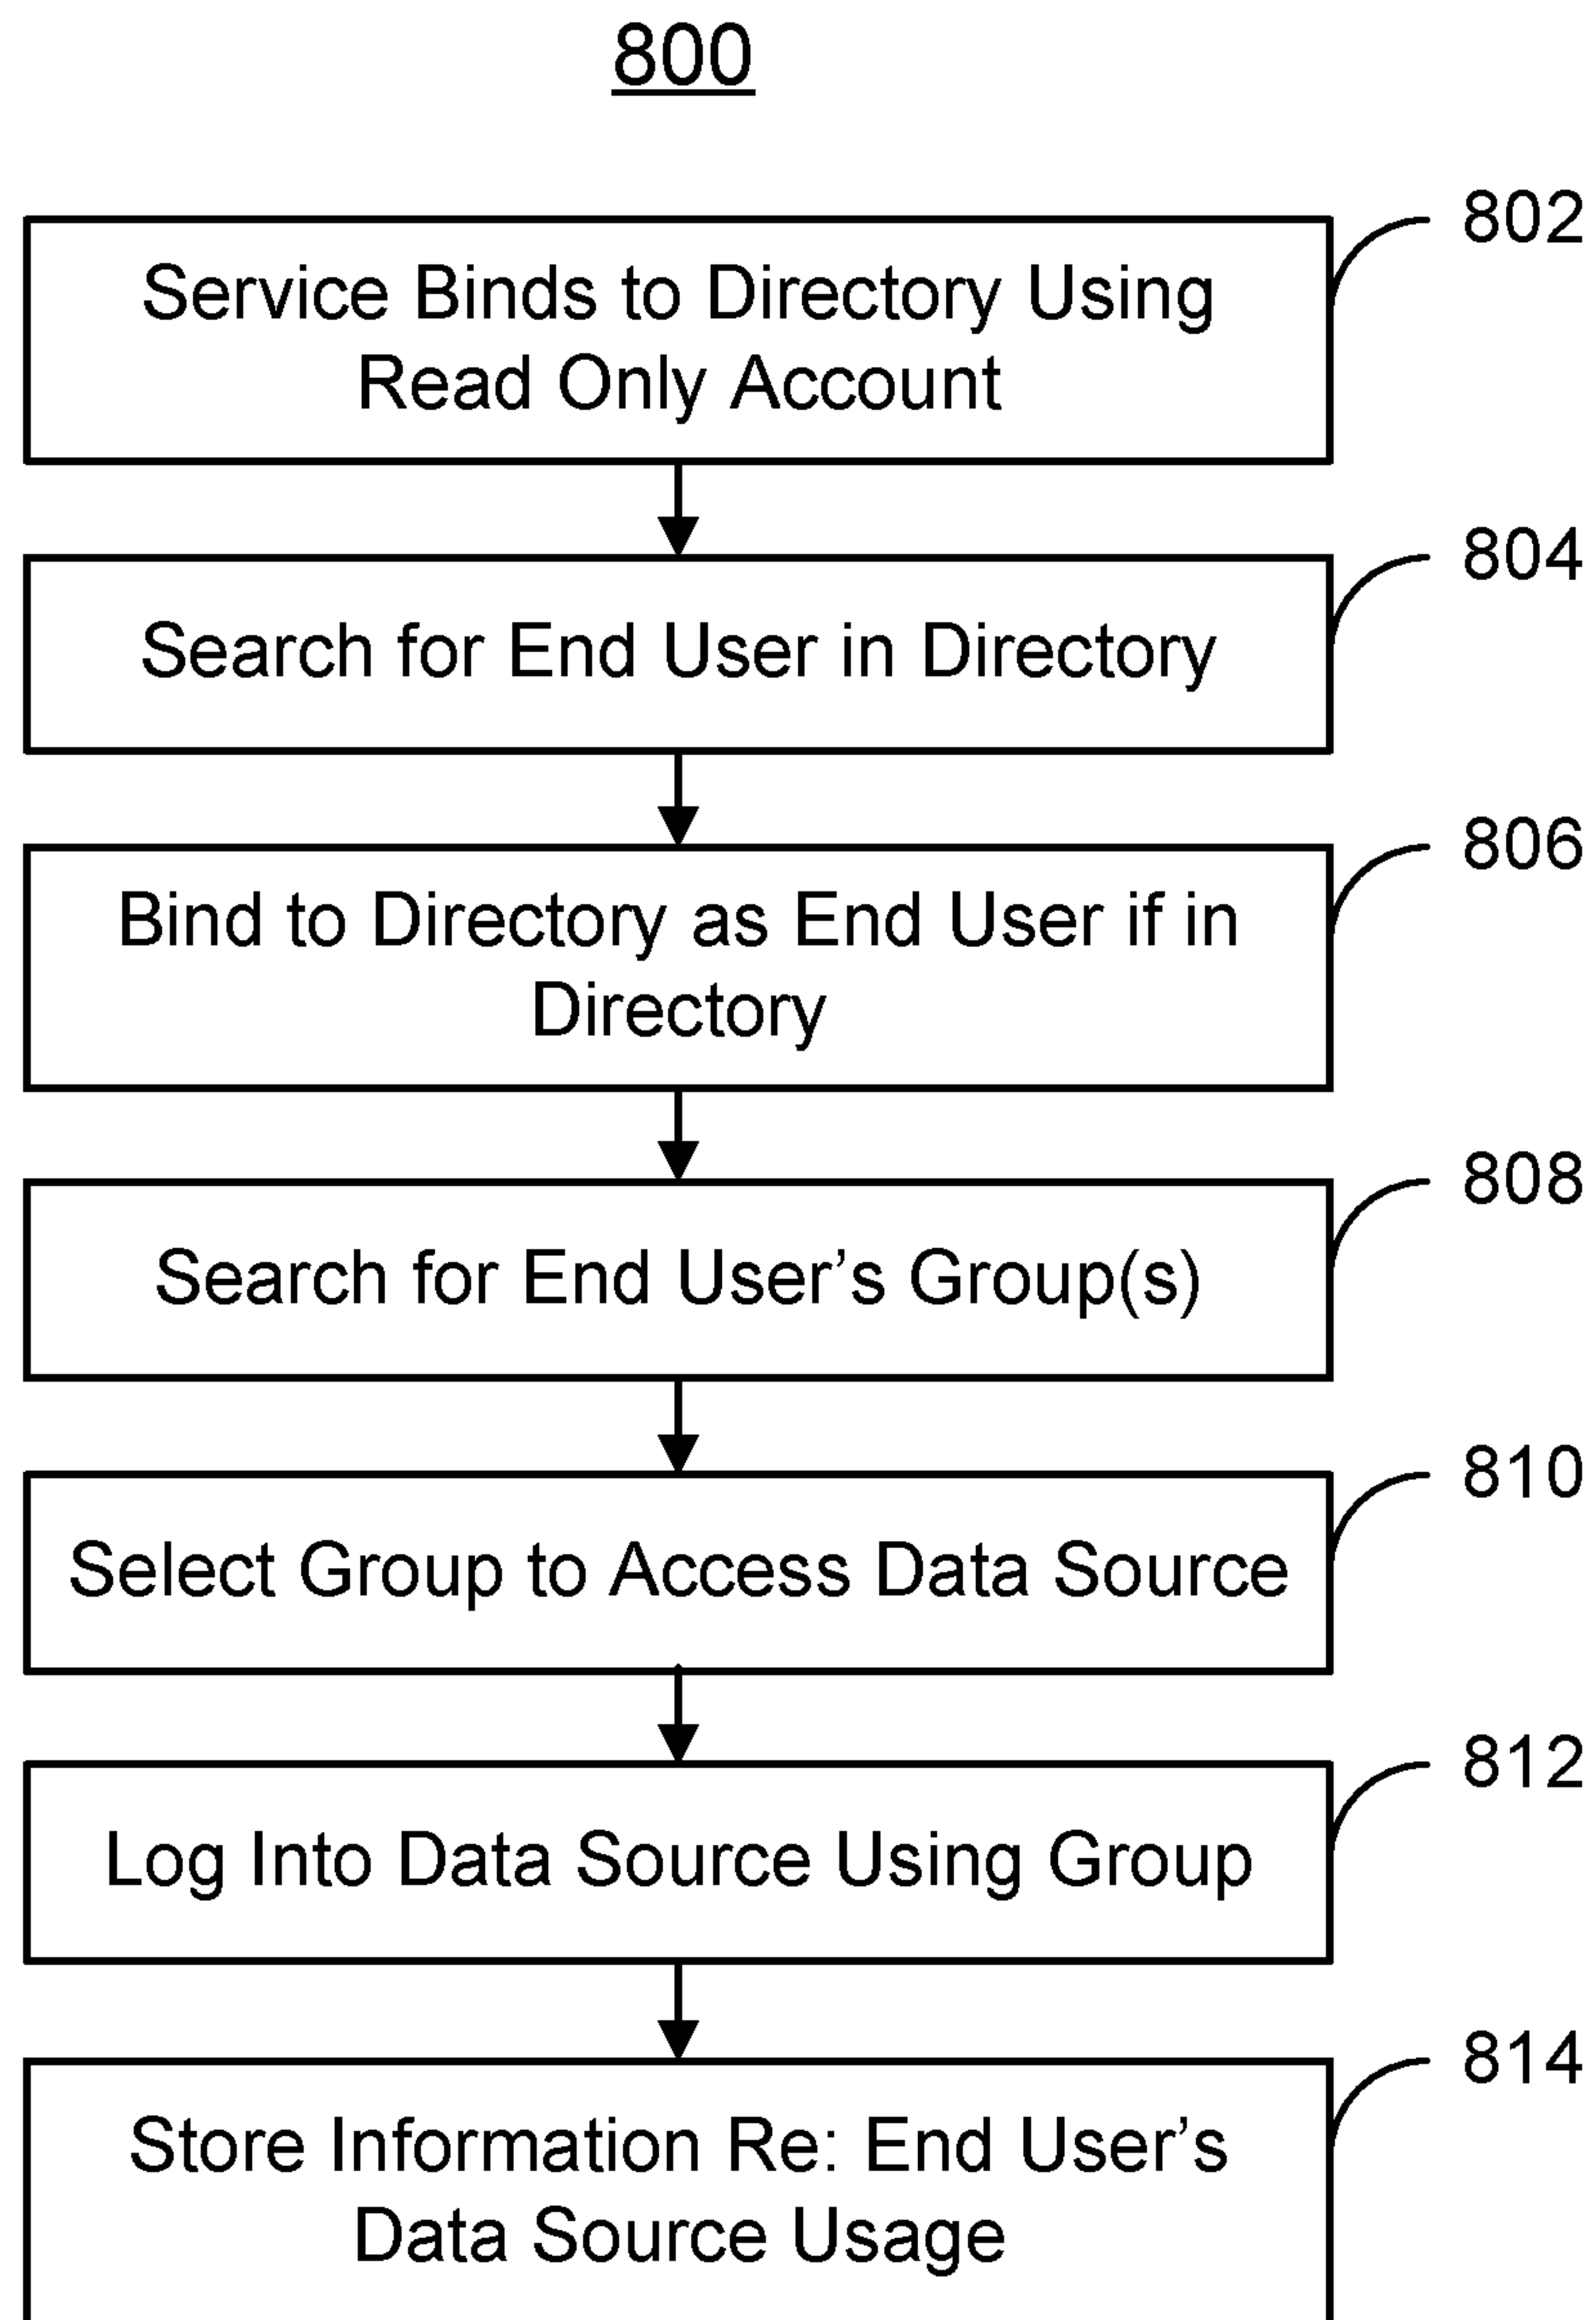 800
802
Service Binds to Directory Using
Read Only Account
804
Search for End User in Directory
806
Bind to Directory as End User if in
Directory
808
Search for End User’s Group(s)
810
Select Group to Access Data Source
812
Log Into Data Source Using Group
814
Store Information Re: End User’s
Data Source Usage